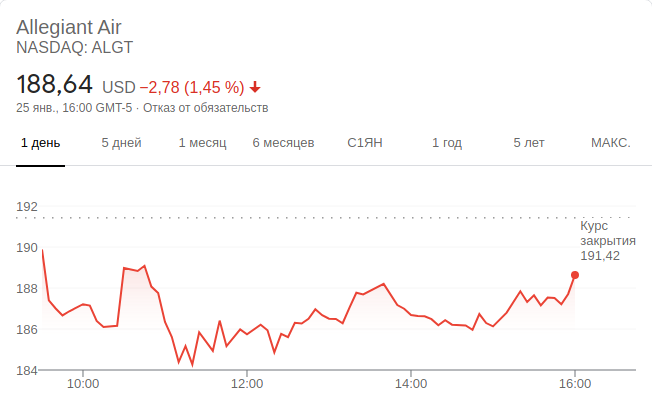 Allegiant Air
NASDAQ: ALGT
188,64 USD −2,78 (1,45 %)
25 янв., 16:00 GMT-5 · Отказ от обязательств
1 день 5 дней 1 месяц 6 месяцев С1ЯН 1 год 5 лет МАКС.
192
Курс
закрытия
191,42
190
188
186
184
10:00 12:00 14:00 16:00